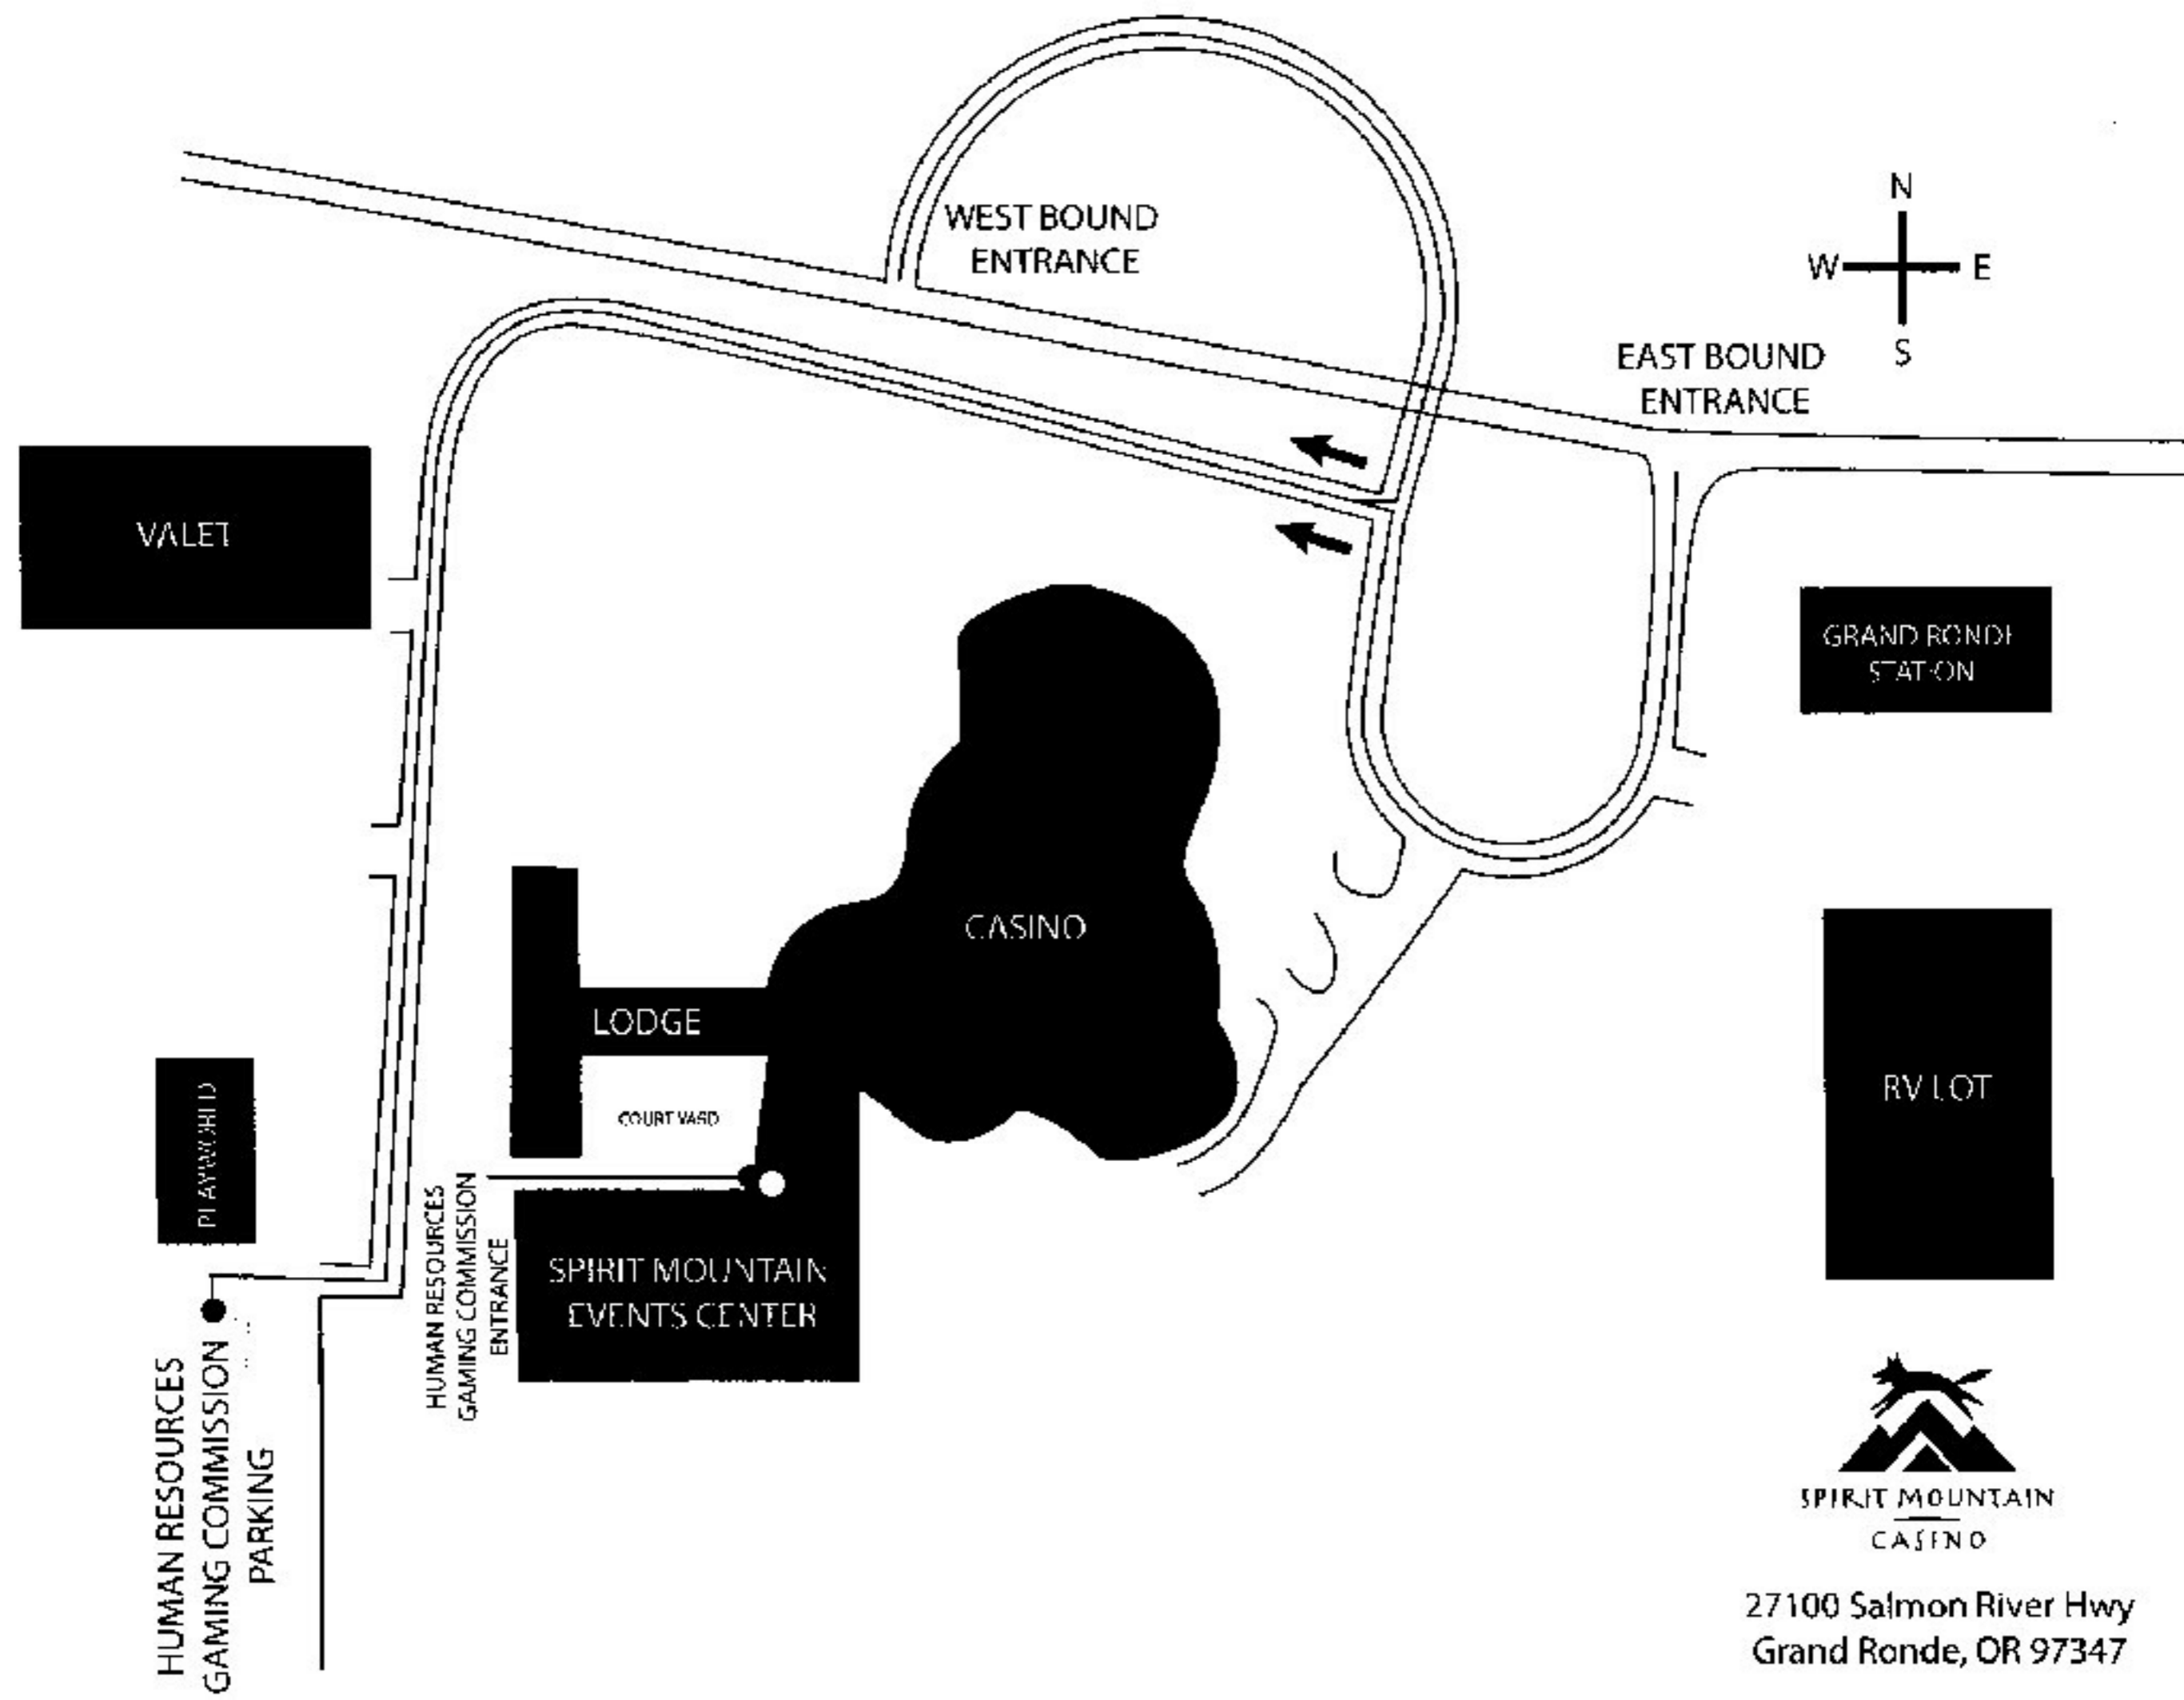 WEST BOUND
ENTRANCE
N
W E
S
EAST BOUND
ENTRANCE
VALET
GRAND RONDE
STATION
CASINO
LODGE
RV LOT
COURT YARD
PLAYWORLD
HUMAN RESOURCES
GAMING COMMISSION
ENTRANCE
SPIRIT MOUNTAIN
EVENTS CENTER
HUMAN RESOURCES
GAMING COMMISSION
PARKING
SPIRIT MOUNTAIN
CASINO
27100 Salmon River Hwy
Grand Ronde, OR 97347